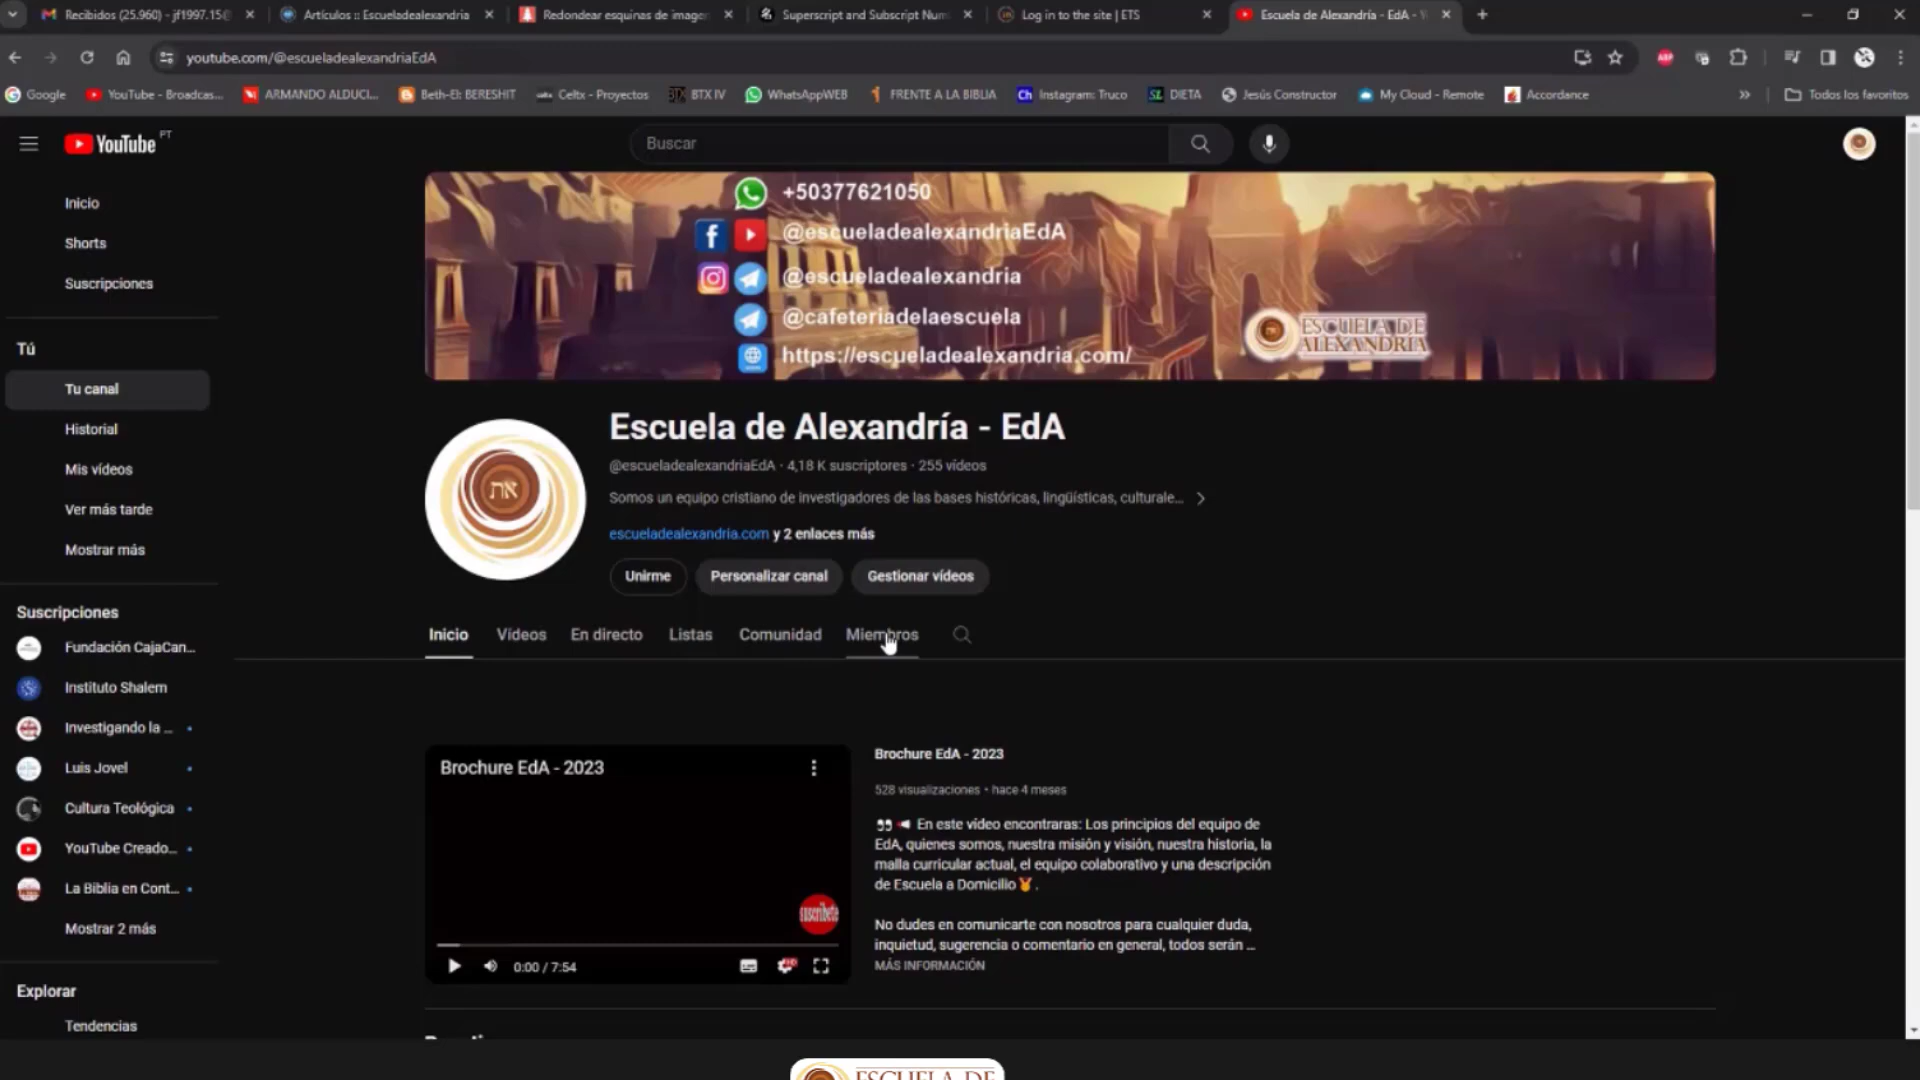 Recibidos (25.960) - jf1997.15@
Artículos :: Escueladealexandria
Redondear esquinas de imager
Superscript and Subscript Num
Log in to the site | ETS
Escuela de Alexandría - EdA - Y
youtube.com/@escueladealexandriaEdA
Google
YouTube - Broadcas...
ARMANDO ALDUCI...
Beth-El: BERESHIT
Celtx - Proyectos
BTX IV
WhatsAppWEB
FRENTE A LA BIBLIA
Instagram: Truco
DIETA
Jesús Constructor
My Cloud - Remote
Accordance
Todos los favoritos
YouTube PT
Buscar
Inicio
Shorts
Suscripciones
Tú
Tu canal
Historial
Mis vídeos
Ver más tarde
Mostrar más
Suscripciones
Fundación CajaCan...
Instituto Shalem
Investigando la ...
Luis Jovel
Cultura Teológica
YouTube Creado...
La Biblia en Cont...
Mostrar 2 más
Explorar
Tendencias
+50377621050
@escueladealexandriaEdA
@escueladealexandria
@cafeteriadelaescuela
https://escueladealexandria.com/
ESCUELA DE
ALEXANDRIA
את
Escuela de Alexandría - EdA
@escueladealexandriaEdA · 4,18 K suscriptores · 255 vídeos
Somos un equipo cristiano de investigadores de las bases históricas, lingüísticas, culturale...
escueladealexandria.com y 2 enlaces más
Unirme
Personalizar canal
Gestionar vídeos
Inicio
Vídeos
En directo
Listas
Comunidad
Miembros
Brochure EdA - 2023
suscribete
0:00 / 7:54
Brochure EdA - 2023
528 visualizaciones • hace 4 meses
En este vídeo encontraras: Los principios del equipo de
EdA, quienes somos, nuestra misión y visión, nuestra historia, la
malla curricular actual, el equipo colaborativo y una descripción
de Escuela a Domicilio🏅.
No dudes en comunicarte con nosotros para cualquier duda,
inquietud, sugerencia o comentario en general, todos serán ...
MÁS INFORMACIÓN
ESCUELA DE